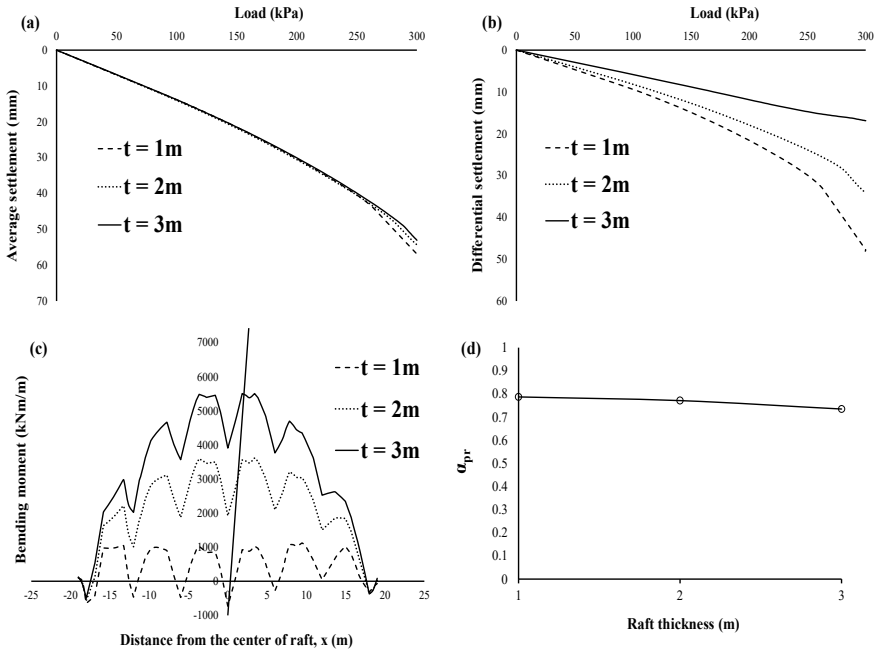 (a)
Load (kPa)
0 50 100 150 200 250 300
0
10
20
30
40
50
60
70
Average settlement (mm)
t = 1m
t = 2m
t = 3m
(b)
Load (kPa)
0 50 100 150 200 250 300
0
10
20
30
40
50
60
Differential settlement (mm)
t = 1m
t = 2m
t = 3m
(c)
7000
6000
5000
4000
3000
2000
1000
0
-1000
-25 -20 -15 -10 -5 0 5 10 15 20 25
Bending moment (kNm/m)
Distance from the center of raft, x (m)
t = 1m
t = 2m
t = 3m
(d)
1
0.9
0.8
0.7
0.6
0.5
0.4
0.3
0.2
0.1
0
αpr
1 2 3
Raft thickness (m)